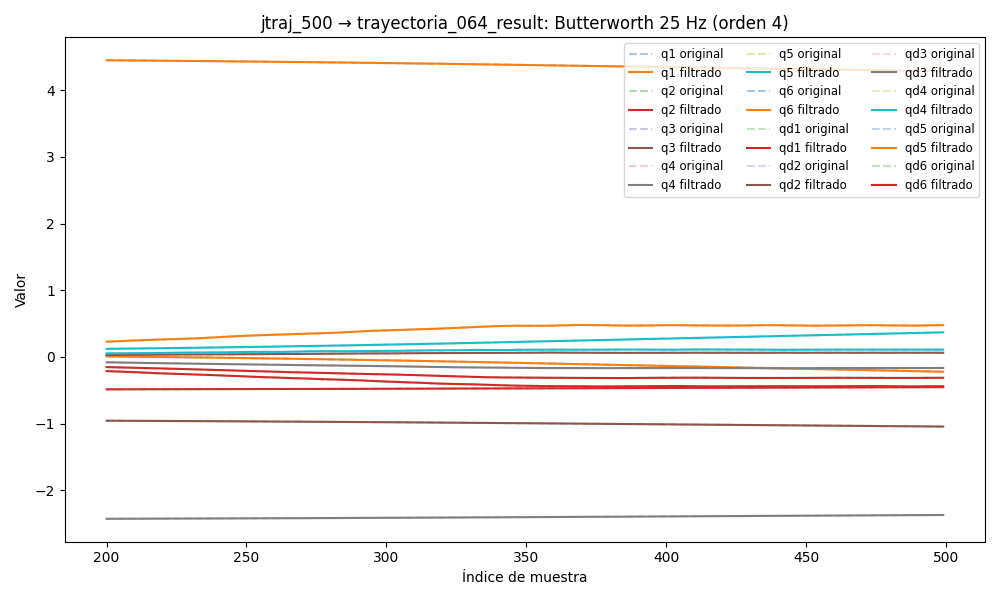 jtraj_500 → trayectoria_064_result: Butterworth 25 Hz (orden 4)
q1 original
q1 filtrado
q2 original
q2 filtrado
q3 original
q3 filtrado
q4 original
q4 filtrado
q5 original
q5 filtrado
q6 original
q6 filtrado
qd1 original
qd1 filtrado
qd2 original
qd2 filtrado
qd3 original
qd3 filtrado
qd4 original
qd4 filtrado
qd5 original
qd5 filtrado
qd6 original
qd6 filtrado
Valor
4
3
2
1
0
−1
−2
200
250
300
350
400
450
500
Índice de muestra